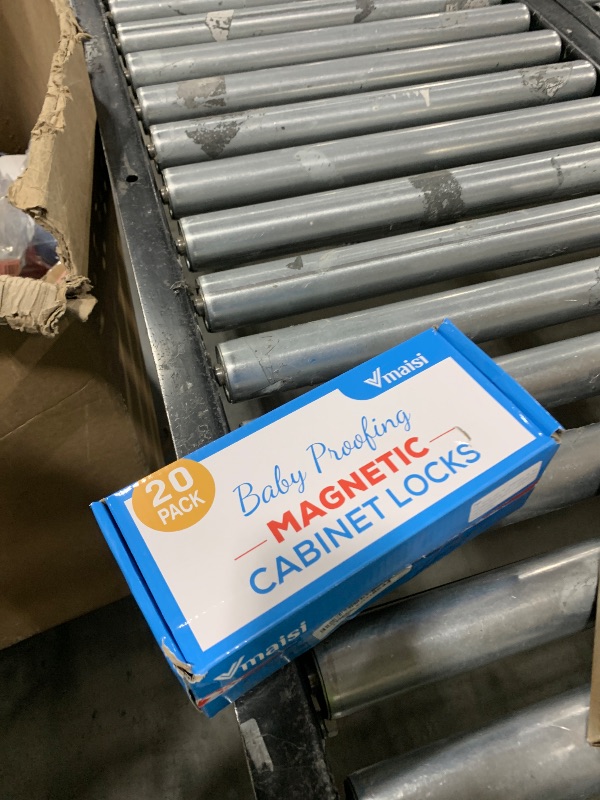 Vmaisi
20
PACK
Baby Proofing
MAGNETIC
CABINET LOCKS
Vmaisi